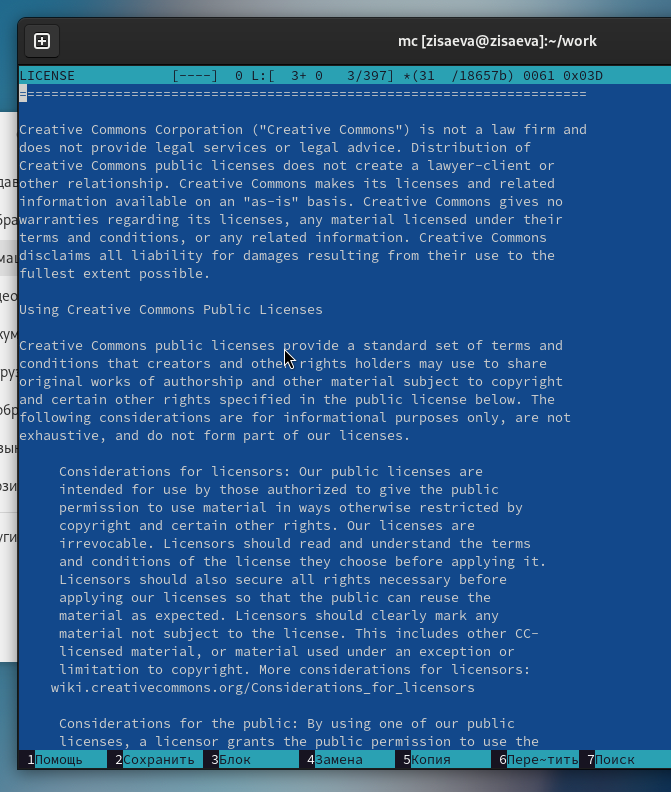 mc [zisaeva@zisaeva]:~/work
LICENSE [----] 0 L:[ 3+ 0 3/397] *(31 /18657b) 0061 0x03D
=======================================================================
Creative Commons Corporation ("Creative Commons") is not a law firm and
does not provide legal services or legal advice. Distribution of
Creative Commons public licenses does not create a lawyer-client or
other relationship. Creative Commons makes its licenses and related
information available on an "as-is" basis. Creative Commons gives no
warranties regarding its licenses, any material licensed under their
terms and conditions, or any related information. Creative Commons
disclaims all liability for damages resulting from their use to the
fullest extent possible.
Using Creative Commons Public Licenses
Creative Commons public licenses provide a standard set of terms and
conditions that creators and other rights holders may use to share
original works of authorship and other material subject to copyright
and certain other rights specified in the public license below. The
following considerations are for informational purposes only, are not
exhaustive, and do not form part of our licenses.
Considerations for licensors: Our public licenses are
intended for use by those authorized to give the public
permission to use material in ways otherwise restricted by
copyright and certain other rights. Our licenses are
irrevocable. Licensors should read and understand the terms
and conditions of the license they choose before applying it.
Licensors should also secure all rights necessary before
applying our licenses so that the public can reuse the
material as expected. Licensors should clearly mark any
material not subject to the license. This includes other CC-
licensed material, or material used under an exception or
limitation to copyright. More considerations for licensors:
wiki.creativecommons.org/Considerations_for_licensors
Considerations for the public: By using one of our public
licenses, a licensor grants the public permission to use the
1Помощь 2Сохранить 3Блок 4Замена 5Копия 6Пере~тить 7Поиск